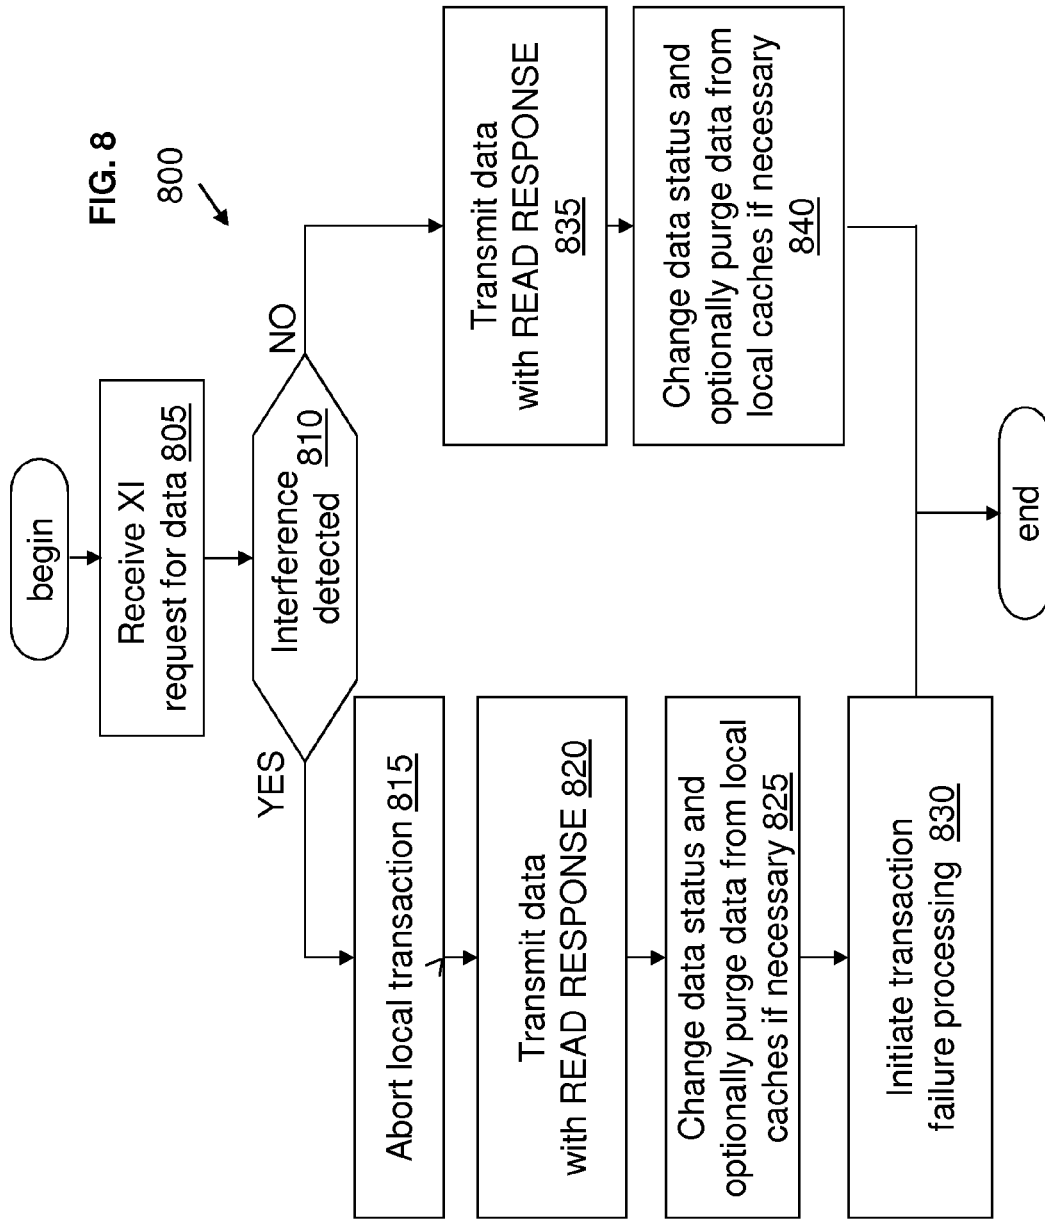 FIG. 8
800
begin
Receive XI
request for data 805
Interference 810
detected
YES
NO
Abort local transaction 815
Transmit data
with READ RESPONSE 820
Change data status and
optionally purge data from local
caches if necessary 825
Initiate transaction
failure processing 830
Transmit data
with READ RESPONSE
835
Change data status and
optionally purge data from
local caches if necessary
840
end